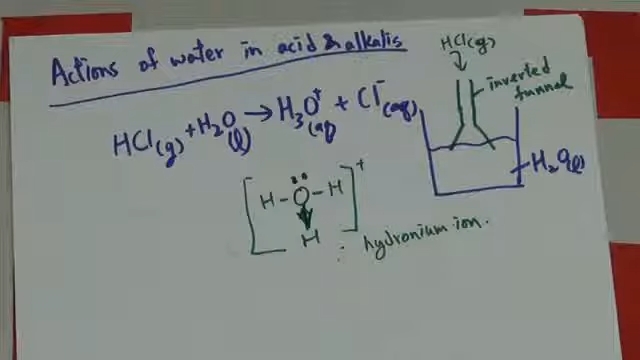 Actions of water in acid & alkalis
HCl(g) + H₂O(l) → H₃O⁺(aq) + Cl⁻(aq)
HCl(g)
inverted
funnel
H₂O(l)
[H-O-H
H]⁺
: hydronium ion.